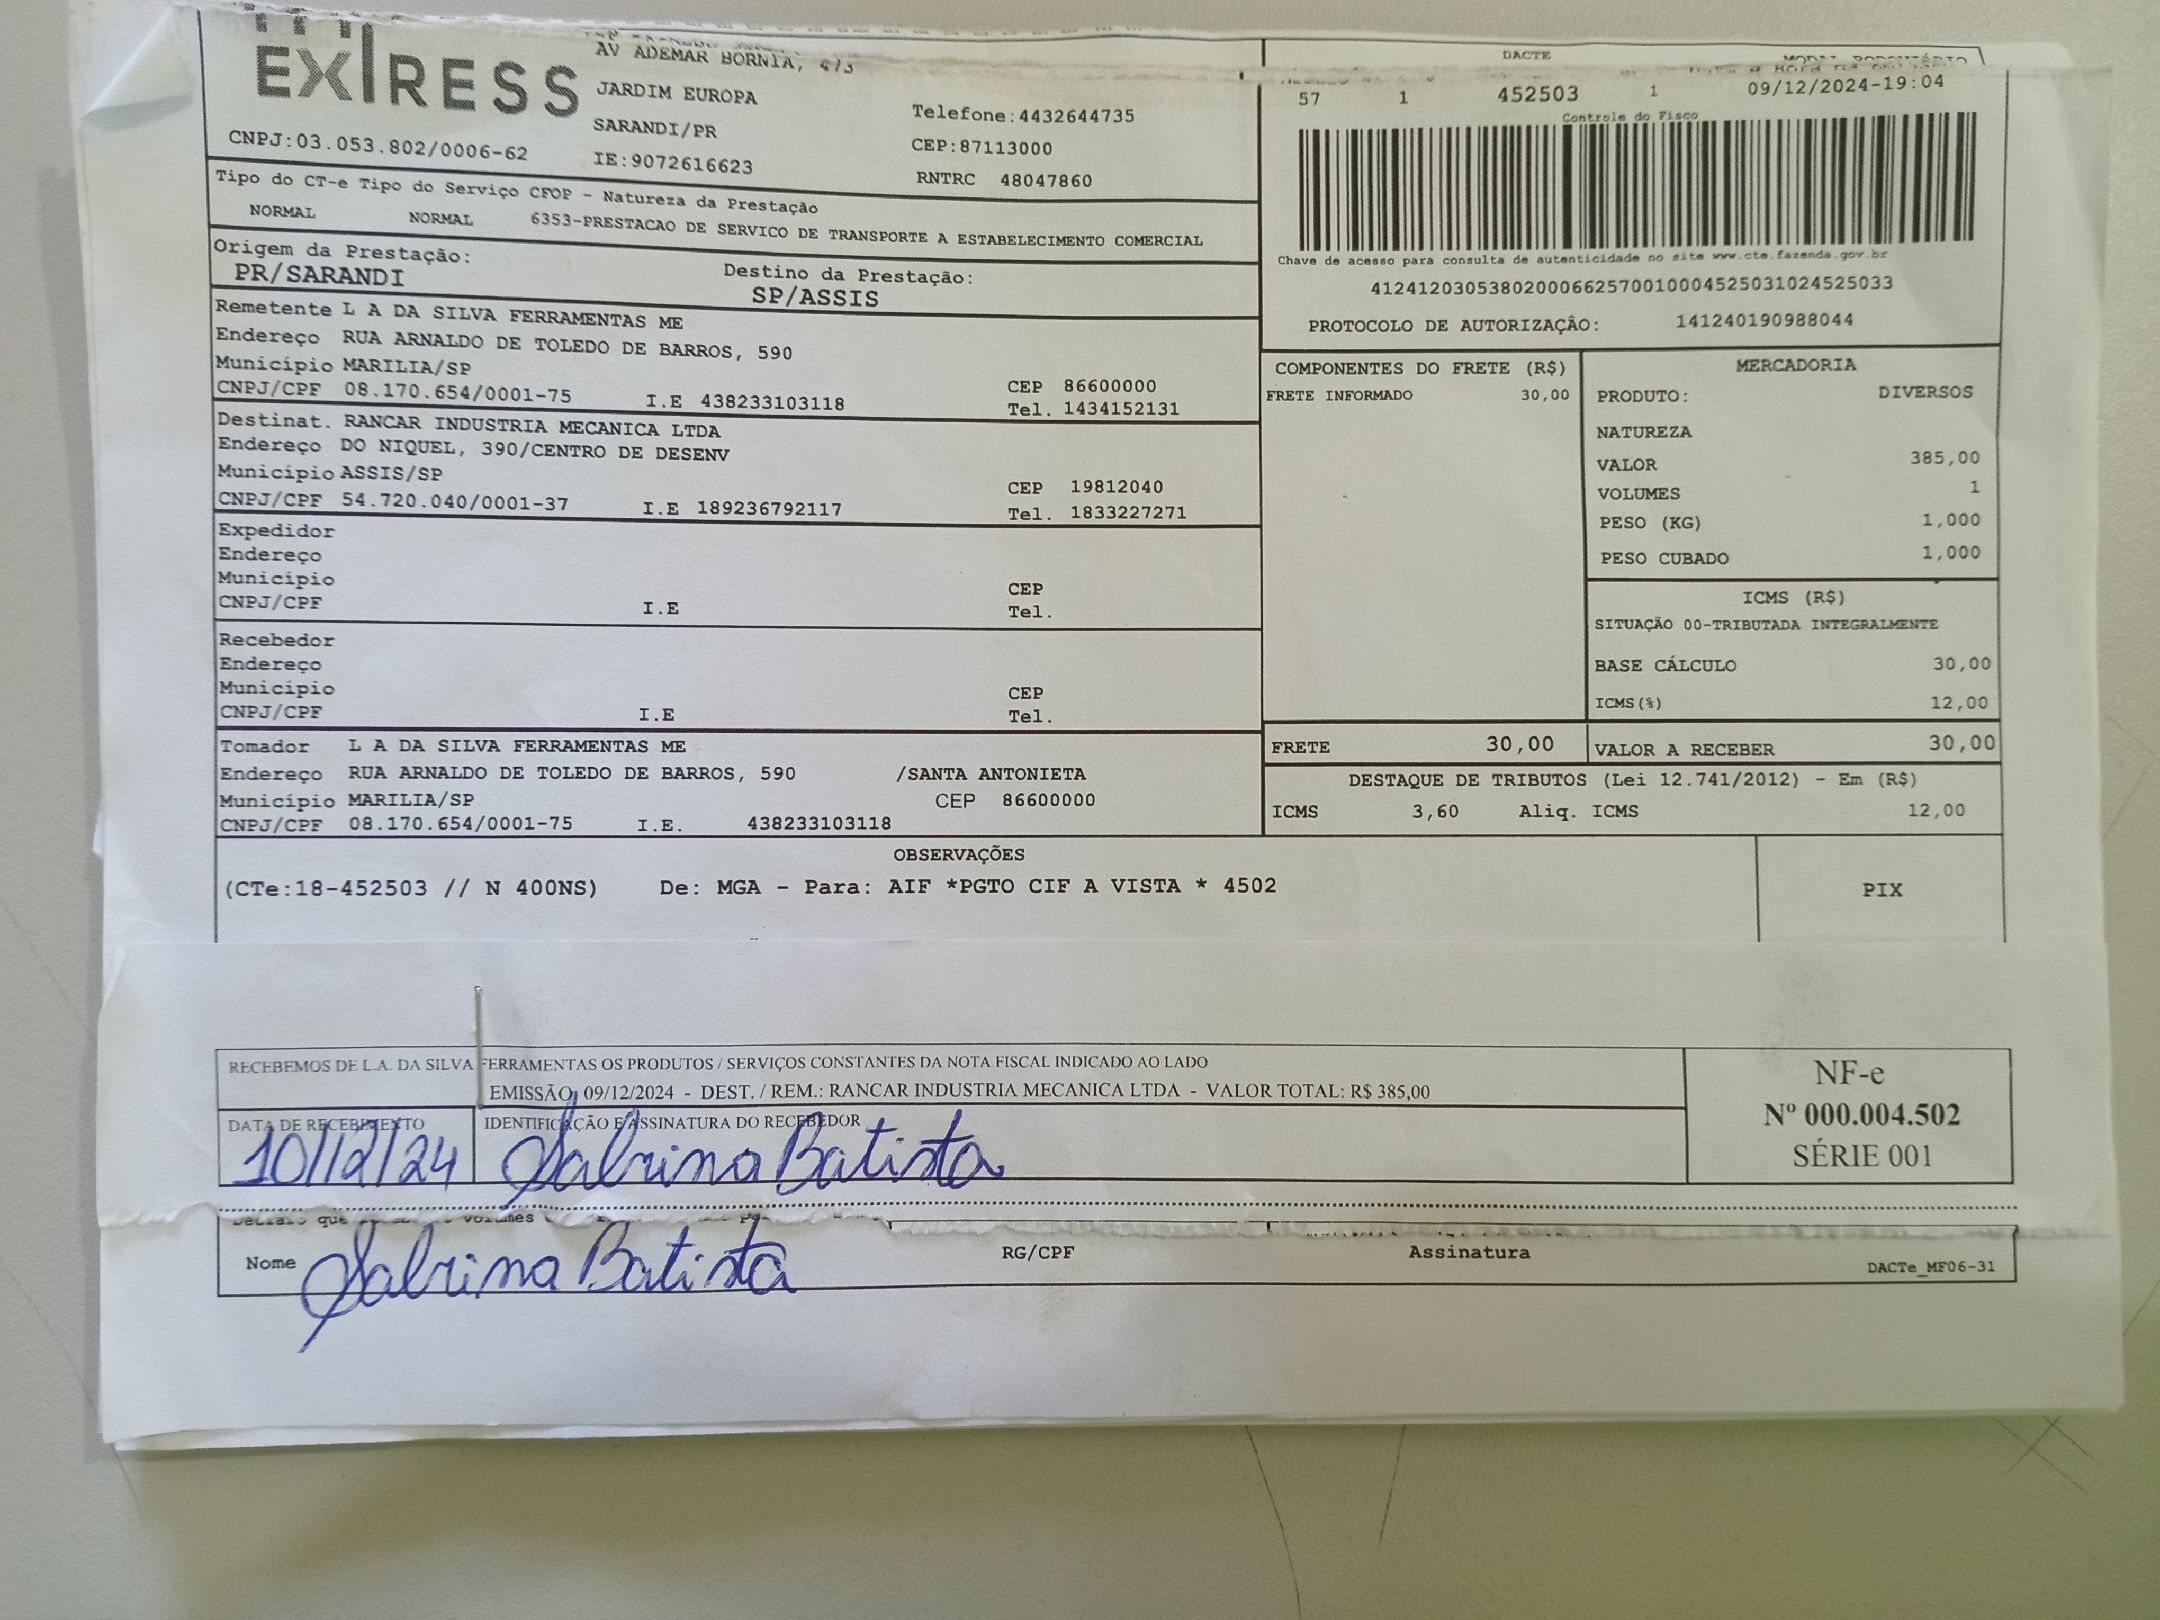 EXPRESS
AV ADEMAR BORNIA, 475
JARDIM EUROPA
SARANDI/PR
IE:9072616623
Telefone:4432644735
CEP:87113000
RNTRC 48047860
CNPJ:03.053.802/0006-62
DACTE
MODAL RODOVIÁRIO
57 1 452503 1 09/12/2024-19:04
Controle do Fisco
Chave de acesso para consulta de autenticidade no site www.cte.fazenda.gov.br
41241203053802000662570010004525031024525033
PROTOCOLO DE AUTORIZAÇÃO: 141240190988044
Tipo do CT-e Tipo do Serviço CFOP - Natureza da Prestação
NORMAL NORMAL 6353-PRESTACAO DE SERVICO DE TRANSPORTE A ESTABELECIMENTO COMERCIAL
Origem da Prestação: Destino da Prestação:
PR/SARANDI SP/ASSIS
Remetente L A DA SILVA FERRAMENTAS ME
Endereço RUA ARNALDO DE TOLEDO DE BARROS, 590
Município MARILIA/SP CEP 86600000
CNPJ/CPF 08.170.654/0001-75 I.E 438233103118 Tel. 1434152131
Destinat. RANCAR INDUSTRIA MECANICA LTDA
Endereço DO NIQUEL, 390/CENTRO DE DESENV
Município ASSIS/SP CEP 19812040
CNPJ/CPF 54.720.040/0001-37 I.E 189236792117 Tel. 1833227271
Expedidor
Endereço
Município CEP
CNPJ/CPF I.E Tel.
Recebedor
Endereço
Município CEP
CNPJ/CPF I.E Tel.
Tomador L A DA SILVA FERRAMENTAS ME
Endereço RUA ARNALDO DE TOLEDO DE BARROS, 590 /SANTA ANTONIETA
Município MARILIA/SP CEP 86600000
CNPJ/CPF 08.170.654/0001-75 I.E. 438233103118
COMPONENTES DO FRETE (R$)
FRETE INFORMADO 30,00
MERCADORIA
PRODUTO: DIVERSOS
NATUREZA
VALOR 385,00
VOLUMES 1
PESO (KG) 1,000
PESO CUBADO 1,000
ICMS (R$)
SITUAÇÃO 00-TRIBUTADA INTEGRALMENTE
BASE CÁLCULO 30,00
ICMS(%) 12,00
FRETE 30,00 VALOR A RECEBER 30,00
DESTAQUE DE TRIBUTOS (Lei 12.741/2012) - Em (R$)
ICMS 3,60 Aliq. ICMS 12,00
OBSERVAÇÕES
(CTe:18-452503 // N 400NS) De: MGA - Para: AIF *PGTO CIF A VISTA * 4502
PIX
RECEBEMOS DE L.A. DA SILVA FERRAMENTAS OS PRODUTOS / SERVIÇOS CONSTANTES DA NOTA FISCAL INDICADO AO LADO
EMISSÃO: 09/12/2024 - DEST. / REM.: RANCAR INDUSTRIA MECANICA LTDA - VALOR TOTAL: R$ 385,00
DATA DE RECEBIMENTO IDENTIFICAÇÃO E ASSINATURA DO RECEBEDOR
10/12/24 Sabrina Batista
NF-e
Nº 000.004.502
SÉRIE 001
Declaro que volumes
Nome Sabrina Batista RG/CPF Assinatura
DACTe_MF06-31